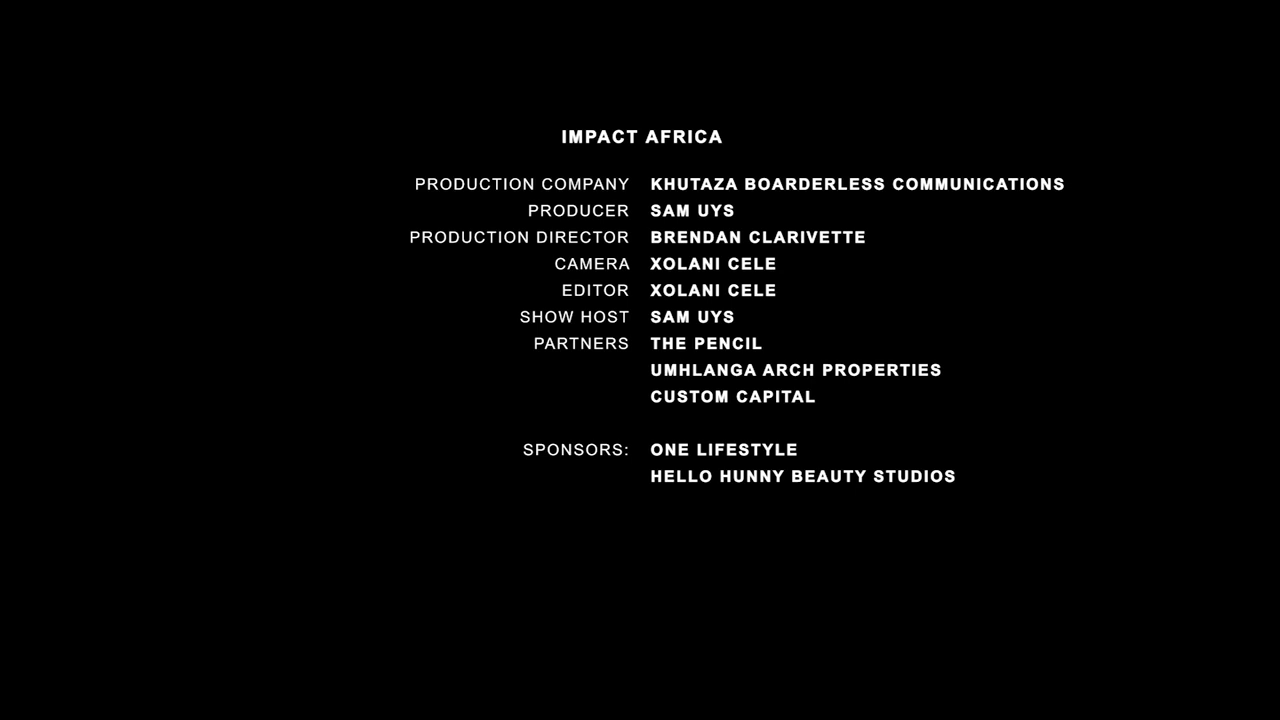 IMPACT AFRICA
PRODUCTION COMPANY KHUTAZA BOARDERLESS COMMUNICATIONS
PRODUCER SAM UYS
PRODUCTION DIRECTOR BRENDAN CLARIVETTE
CAMERA XOLANI CELE
EDITOR XOLANI CELE
SHOW HOST SAM UYS
PARTNERS THE PENCIL
UMHLANGA ARCH PROPERTIES
CUSTOM CAPITAL
SPONSORS: ONE LIFESTYLE
HELLO HUNNY BEAUTY STUDIOS